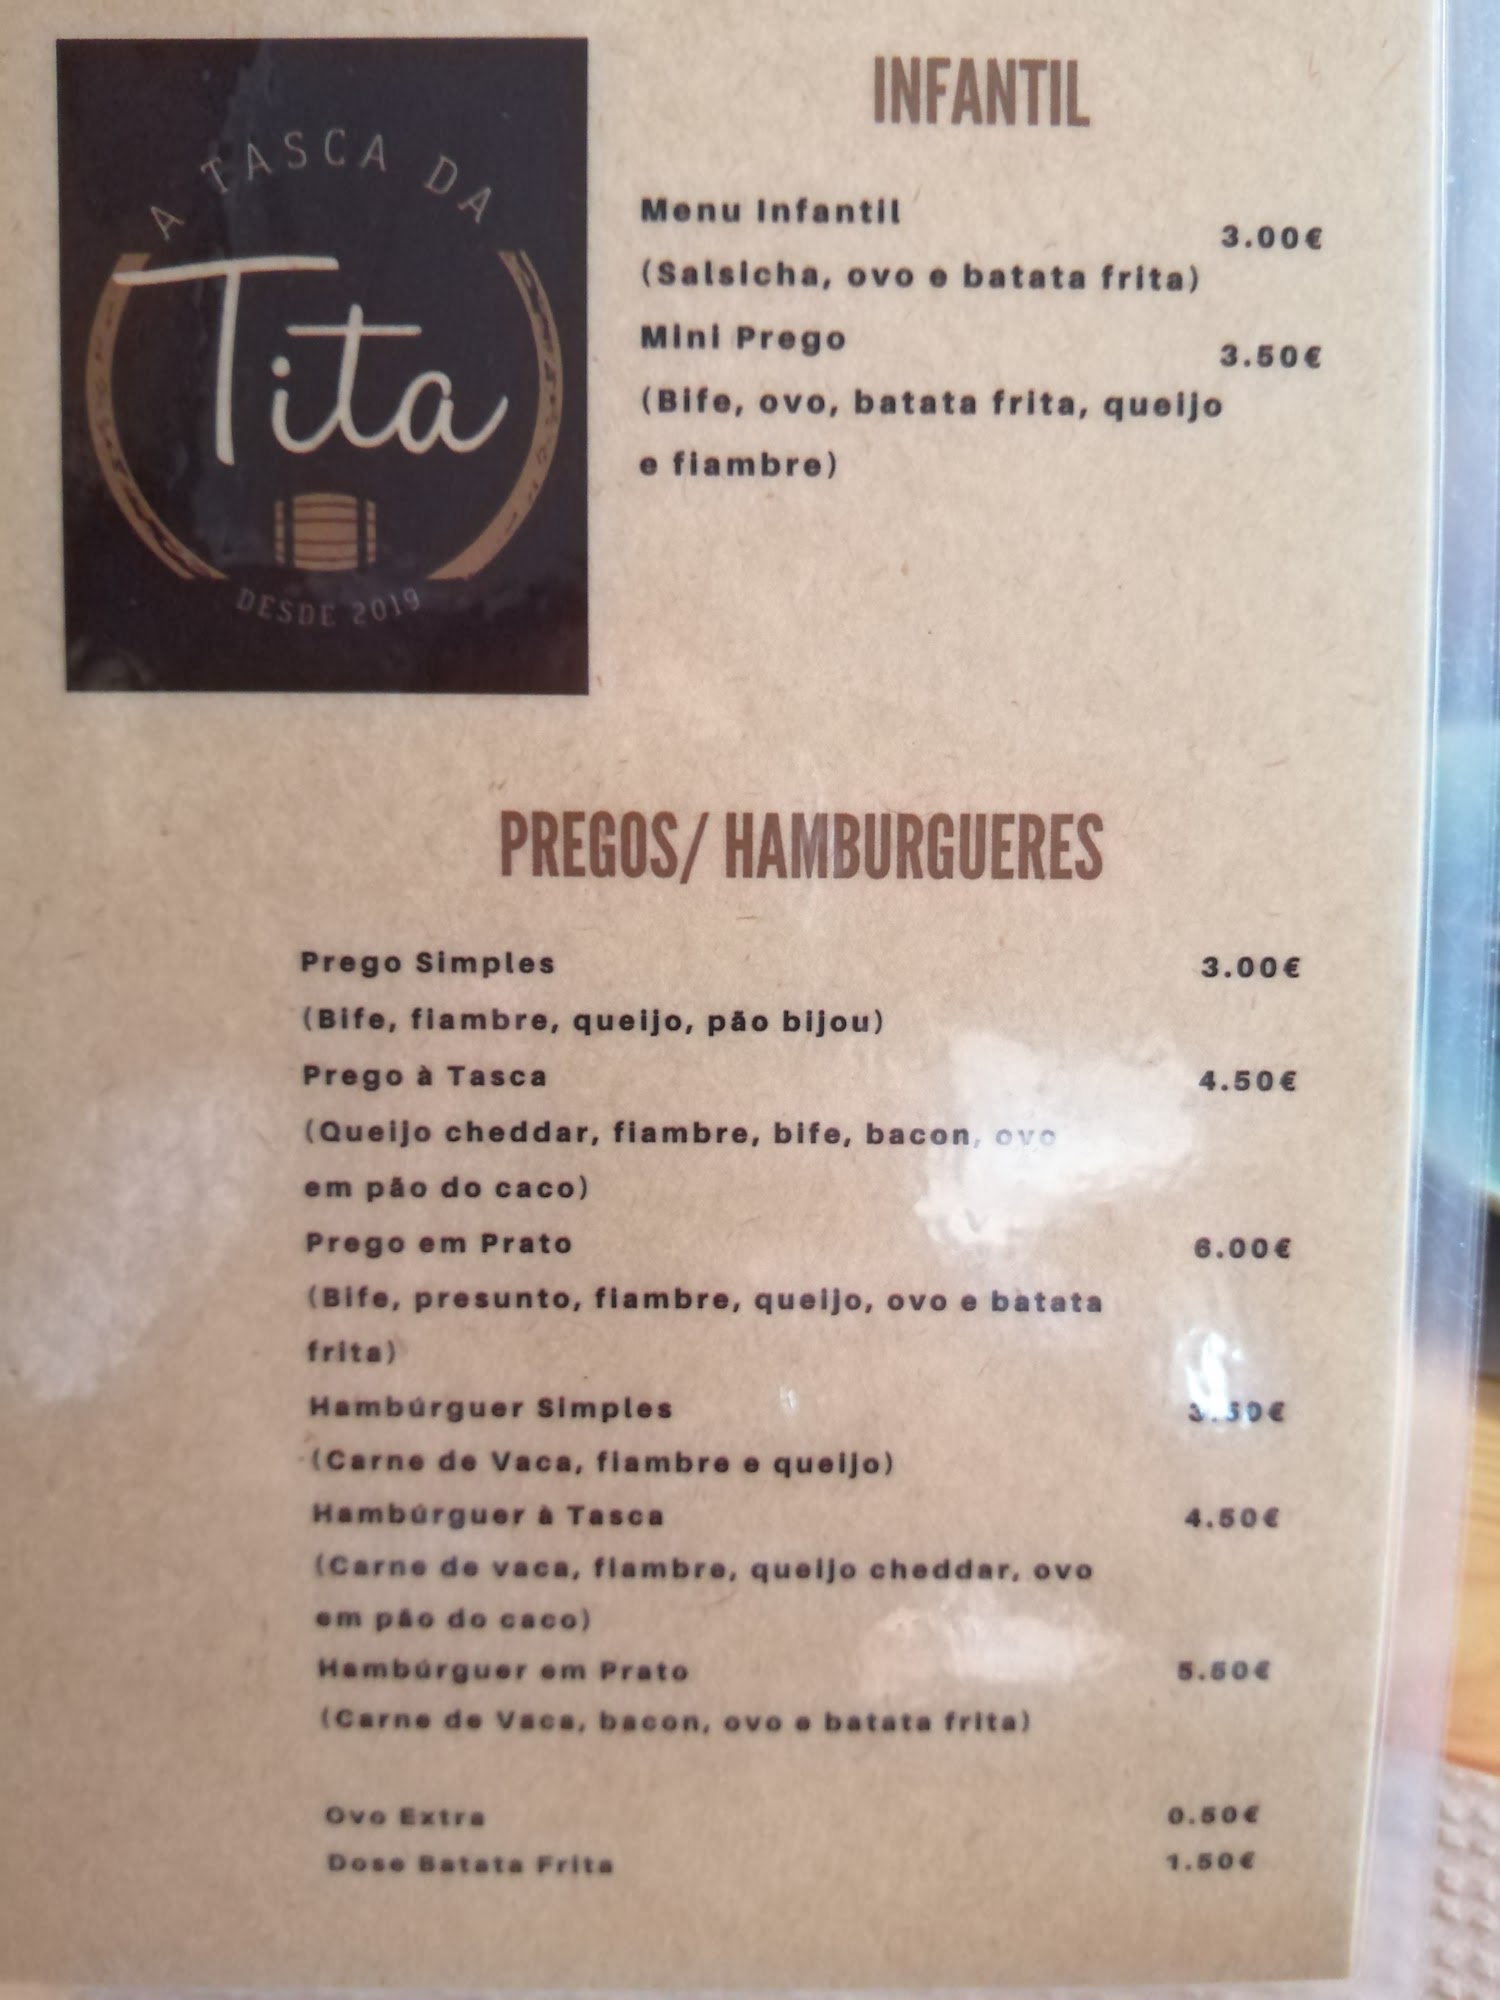 A TASCA DA
Tita
DESDE 2019
INFANTIL
Menu Infantil
3.00€
(Salsicha, ovo e batata frita)
Mini Prego
3.50€
(Bife, ovo, batata frita, queijo
e fiambre)
PREGOS/ HAMBURGUERES
Prego Simples 3.00€
(Bife, fiambre, queijo, pão bijou)
Prego à Tasca 4.50€
(Queijo cheddar, fiambre, bife, bacon, ovo
em pão do caco)
Prego em Prato 6.00€
(Bife, presunto, fiambre, queijo, ovo e batata
frita)
Hambúrguer Simples 3.50€
(Carne de Vaca, fiambre e queijo)
Hambúrguer à Tasca 4.50€
(Carne de vaca, fiambre, queijo cheddar, ovo
em pão do caco)
Hambúrguer em Prato 5.50€
(Carne de Vaca, bacon, ovo e batata frita)
Ovo Extra 0.50€
Dose Batata Frita 1.50€